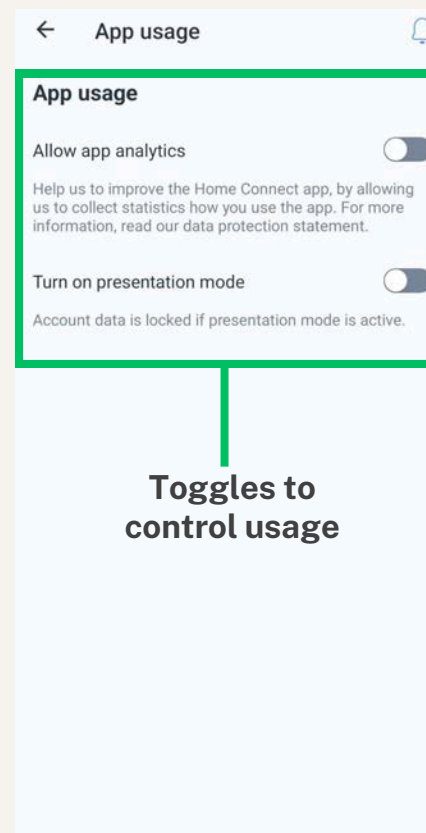 App usage
App usage
Allow app analytics
Help us to improve the Home Connect app, by allowing
us to collect statistics how you use the app. For more
information, read our data protection statement.
Turn on presentation mode
Account data is locked if presentation mode is active.
Toggles to
control usage